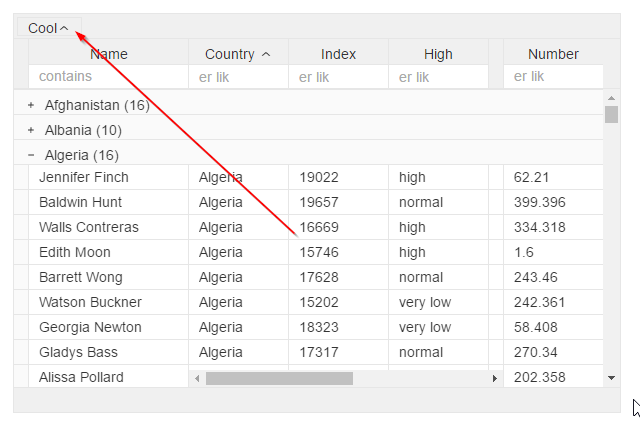 Cool
Name Country Index High Number
contains er lik er lik er lik er lik
+ Afghanistan (16)
+ Albania (10)
− Algeria (16)
Jennifer Finch Algeria 19022 high 62.21
Baldwin Hunt Algeria 19657 normal 399.396
Walls Contreras Algeria 16669 high 334.318
Edith Moon Algeria 15746 high 1.6
Barrett Wong Algeria 17628 normal 243.46
Watson Buckner Algeria 15202 very low 242.361
Georgia Newton Algeria 18323 very low 58.408
Gladys Bass Algeria 17317 normal 270.34
Alissa Pollard 202.358